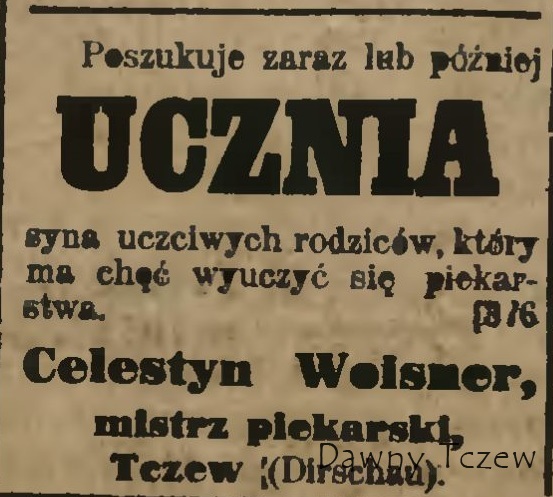 Poszukuje zaraz lub później
UCZNIA
syna uczciwych rodziców, który
ma chęć wyuczyć się piekar-
stwa.
Celestyn Woisner,
mistrz piekarski,
Tczew (Dirschau).
Dawny Tczew